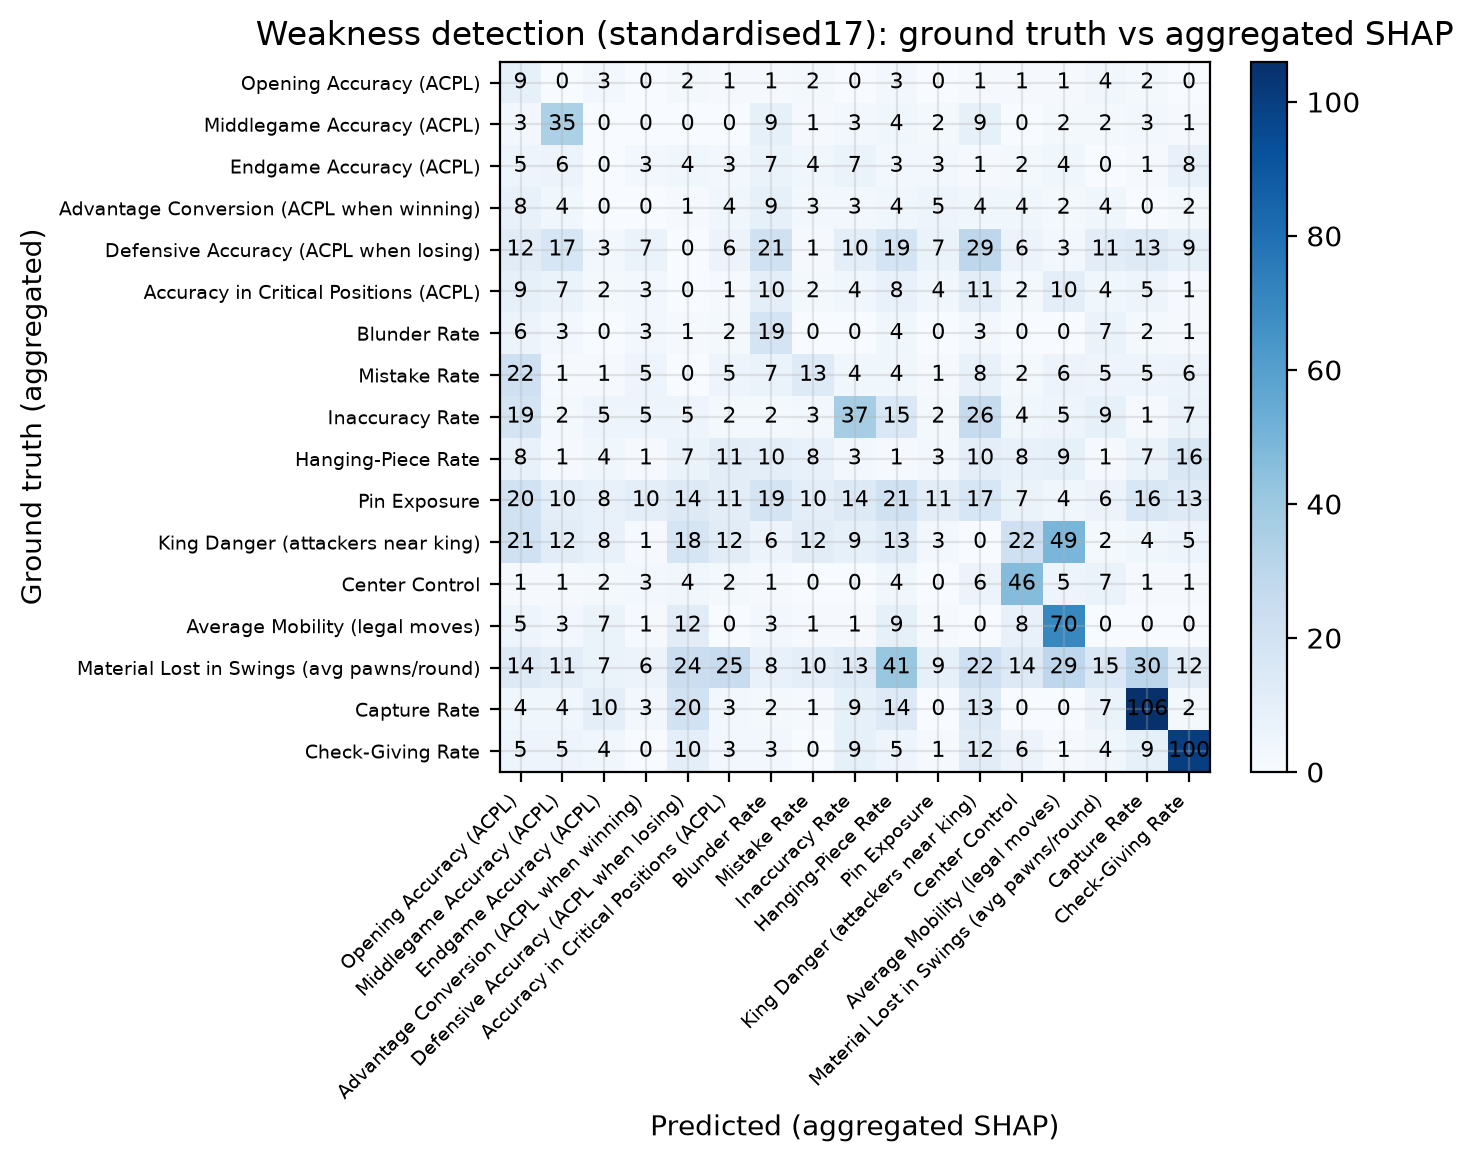 Weakness detection (standardised17): ground truth vs aggregated SHAP
Ground truth (aggregated)
Opening Accuracy (ACPL) 9 0 3 0 2 1 1 2 0 3 0 1 1 1 4 2 0
Middlegame Accuracy (ACPL) 3 35 0 0 0 0 9 1 3 4 2 9 0 2 2 3 1
Endgame Accuracy (ACPL) 5 6 0 3 4 3 7 4 7 3 3 1 2 4 0 1 8
Advantage Conversion (ACPL when winning) 8 4 0 0 1 4 9 3 3 4 5 4 4 2 4 0 2
Defensive Accuracy (ACPL when losing) 12 17 3 7 0 6 21 1 10 19 7 29 6 3 11 13 9
Accuracy in Critical Positions (ACPL) 9 7 2 3 0 1 10 2 4 8 4 11 2 10 4 5 1
Blunder Rate 6 3 0 3 1 2 19 0 0 4 0 3 0 0 7 2 1
Mistake Rate 22 1 1 5 0 5 7 13 4 4 1 8 2 6 5 5 6
Inaccuracy Rate 19 2 5 5 5 2 2 3 37 15 2 26 4 5 9 1 7
Hanging-Piece Rate 8 1 4 1 7 11 10 8 3 1 3 10 8 9 1 7 16
Pin Exposure 20 10 8 10 14 11 19 10 14 21 11 17 7 4 6 16 13
King Danger (attackers near king) 21 12 8 1 18 12 6 12 9 13 3 0 22 49 2 4 5
Center Control 1 1 2 3 4 2 1 0 0 4 0 6 46 5 7 1 1
Average Mobility (legal moves) 5 3 7 1 12 0 3 1 1 9 1 0 8 70 0 0 0
Material Lost in Swings (avg pawns/round) 14 11 7 6 24 25 8 10 13 41 9 22 14 29 15 30 12
Capture Rate 4 4 10 3 20 3 2 1 9 14 0 13 0 0 7 106 2
Check-Giving Rate 5 5 4 0 10 3 3 0 9 5 1 12 6 1 4 9 100
Opening Accuracy (ACPL)
Middlegame Accuracy (ACPL)
Endgame Accuracy (ACPL)
Advantage Conversion (ACPL when winning)
Defensive Accuracy (ACPL when losing)
Accuracy in Critical Positions (ACPL)
Blunder Rate
Mistake Rate
Inaccuracy Rate
Hanging-Piece Rate
Pin Exposure
King Danger (attackers near king)
Center Control
Average Mobility (legal moves)
Material Lost in Swings (avg pawns/round)
Capture Rate
Check-Giving Rate
Predicted (aggregated SHAP)
100
80
60
40
20
0